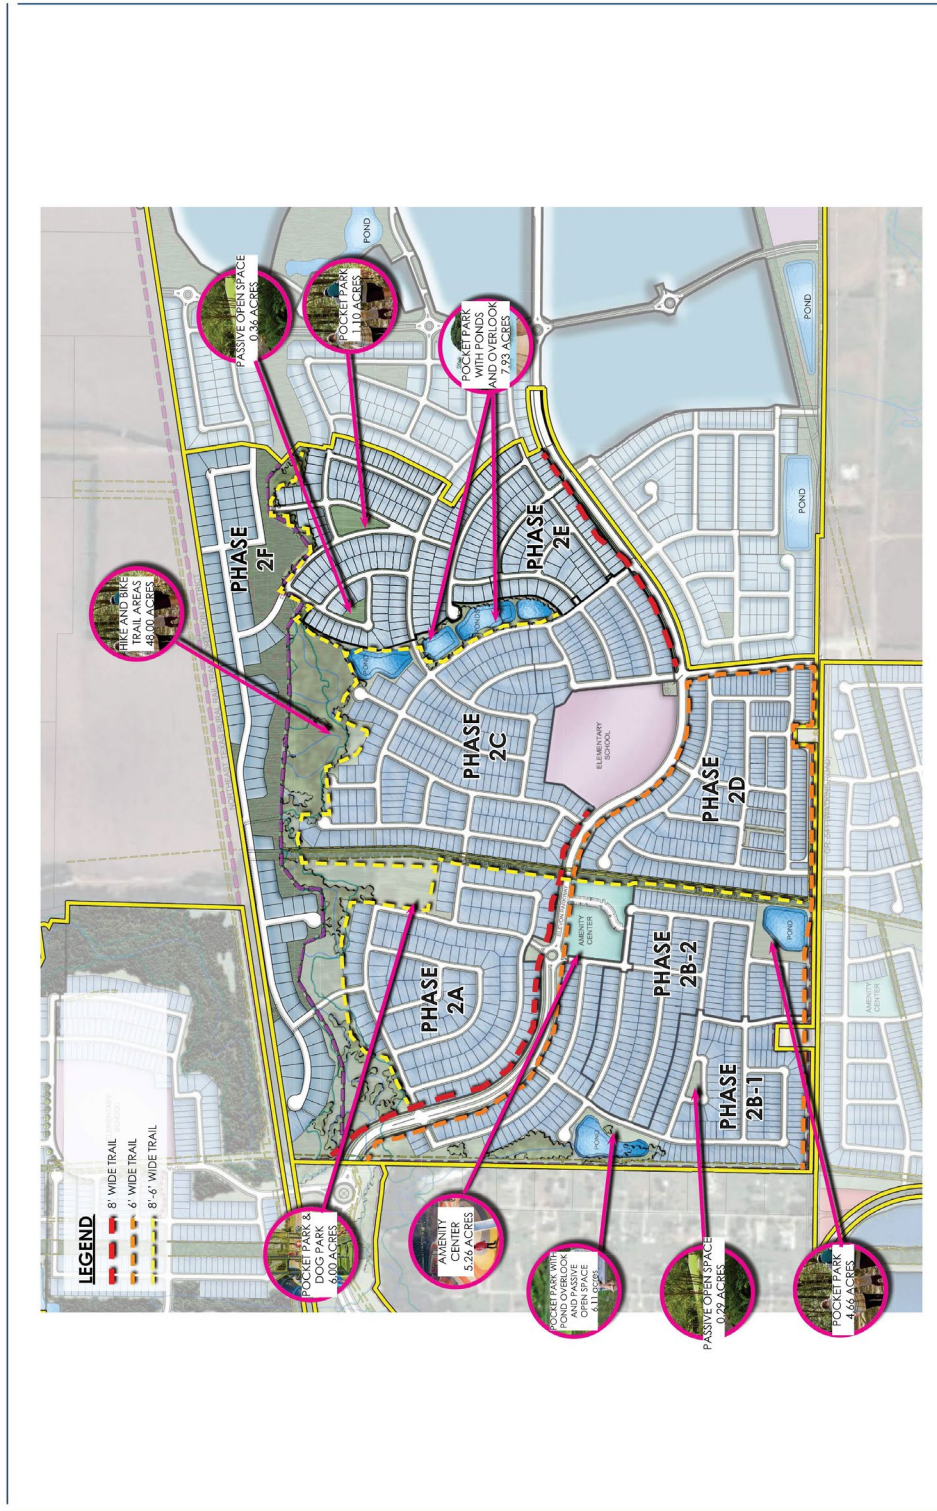 LEGEND
8' WIDE TRAIL
6' WIDE TRAIL
8'-6' WIDE TRAIL
HIKE AND BIKE
TRAIL AREAS
48.00 ACRES
PASSIVE OPEN SPACE
0.36 ACRES
POCKET PARK
1.10 ACRES
POCKET PARK
WITH PONDS
AND OVERLOOK
7.93 ACRES
PHASE
2F
PHASE
2E
PHASE
2C
PHASE
2A
PHASE
2D
PHASE
2B-2
PHASE
2B-1
ELEMENTARY
SCHOOL
AMENITY
CENTER
AMENITY
CENTER
POND
POND
POND
POND
POND
POND
POND
POCKET PARK &
DOG PARK
6.00 ACRES
AMENITY
CENTER
5.26 ACRES
POCKET PARK WITH
POND OVERLOOK
AND PASSIVE
OPEN SPACE
6.11 acres
PASSIVE OPEN SPACE
0.29 ACRES
POCKET PARK
4.66 ACRES